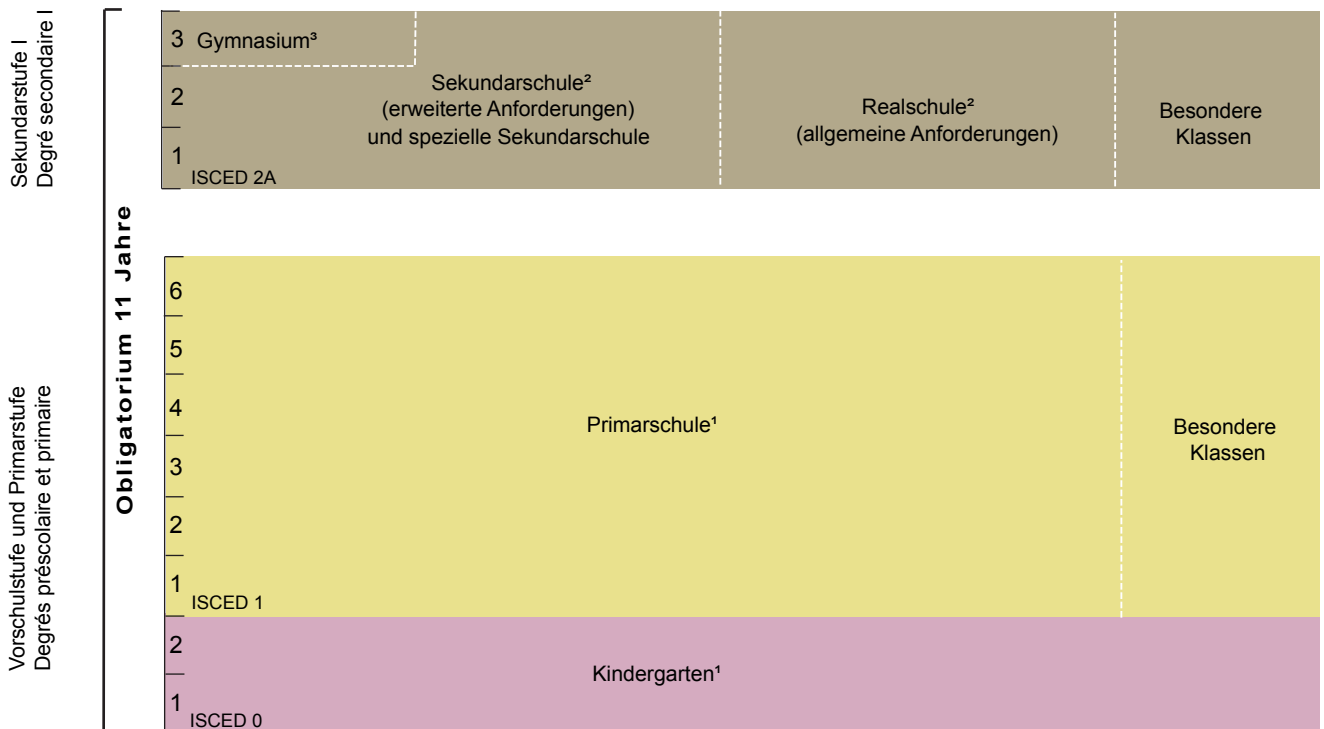 Sekundarstufe I
Degré secondaire I
Obligatorium 11 Jahre
3
Gymnasium³
2
Sekundarschule²
(erweiterte Anforderungen)
und spezielle Sekundarschule
Realschule²
(allgemeine Anforderungen)
Besondere
Klassen
1
ISCED 2A
Vorschulstufe und Primarstufe
Degrés préscolaire et primaire
6
5
4
Primarschule¹
Besondere
Klassen
3
2
1
ISCED 1
2
Kindergarten¹
1
ISCED 0